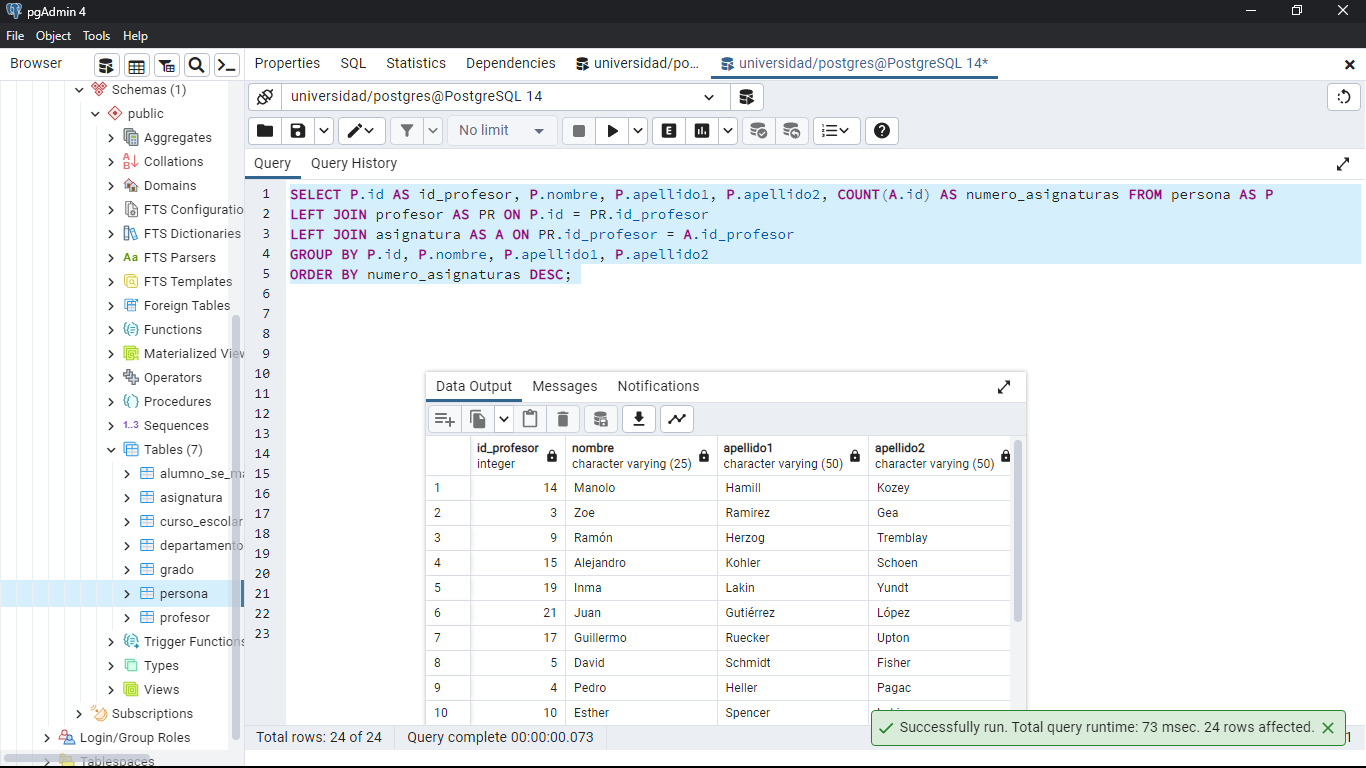 pgAdmin 4
File Object Tools Help
Browser
Properties SQL Statistics Dependencies universidad/po... universidad/postgres@PostgreSQL 14*
Schemas (1)
public
Aggregates
Collations
Domains
FTS Configuratio
FTS Dictionaries
FTS Parsers
FTS Templates
Foreign Tables
Functions
Materialized View
Operators
Procedures
1..3 Sequences
Tables (7)
alumno_se_ma
asignatura
curso_escolar
departamento
grado
persona
profesor
Trigger Functions
Types
Views
Subscriptions
Login/Group Roles
Tablespaces
universidad/postgres@PostgreSQL 14
No limit
E
Query Query History
1 SELECT P.id AS id_profesor, P.nombre, P.apellido1, P.apellido2, COUNT(A.id) AS numero_asignaturas FROM persona AS P
2 LEFT JOIN profesor AS PR ON P.id = PR.id_profesor
3 LEFT JOIN asignatura AS A ON PR.id_profesor = A.id_profesor
4 GROUP BY P.id, P.nombre, P.apellido1, P.apellido2
5 ORDER BY numero_asignaturas DESC;
6
7
8
9
10
11
12
13
14
15
16
17
18
19
20
21
22
23
Data Output Messages Notifications
id_profesor nombre apellido1 apellido2
integer character varying (25) character varying (50) character varying (50)
1 14 Manolo Hamill Kozey
2 3 Zoe Ramirez Gea
3 9 Ramón Herzog Tremblay
4 15 Alejandro Kohler Schoen
5 19 Inma Lakin Yundt
6 21 Juan Gutiérrez López
7 17 Guillermo Ruecker Upton
8 5 David Schmidt Fisher
9 4 Pedro Heller Pagac
10 10 Esther Spencer
Successfully run. Total query runtime: 73 msec. 24 rows affected.
Total rows: 24 of 24 Query complete 00:00:00.073